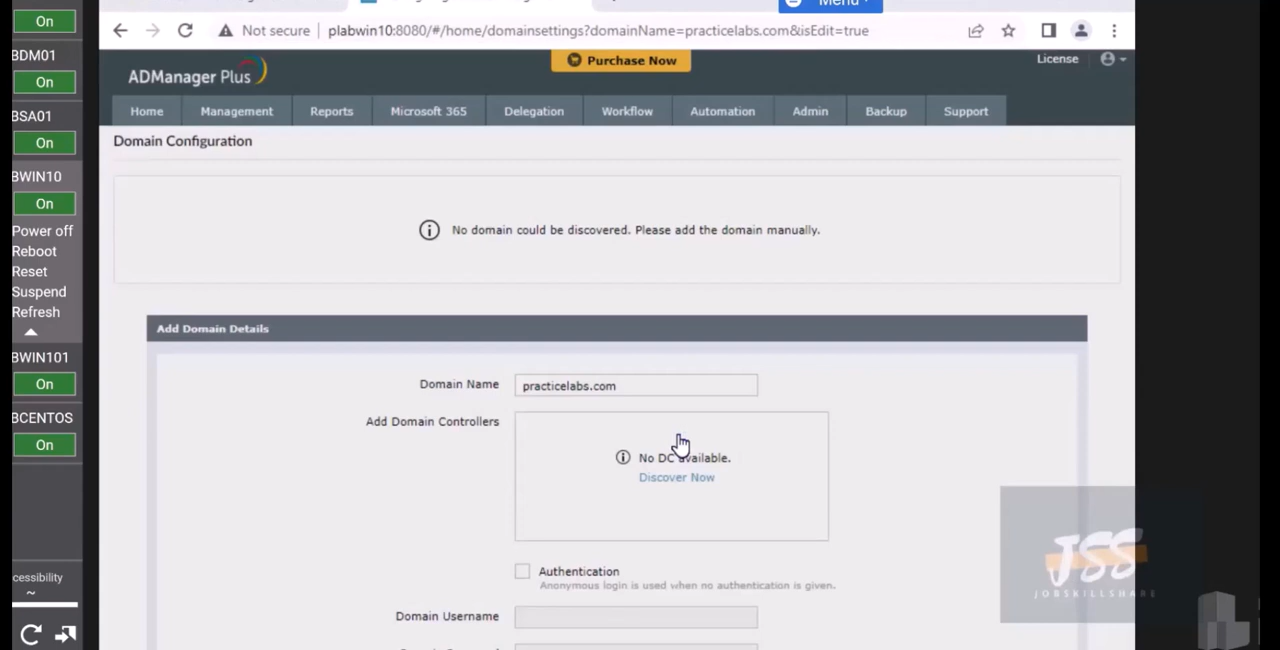 On
BDM01
On
BSA01
On
BWIN10
On
Power off
Reboot
Reset
Suspend
Refresh
BWIN101
On
BCENTOS
On
cessibility
Menu
Not secure
plabwin10:8080/#/home/domainsettings?domainName=practicelabs.com&isEdit=true
ADManager Plus
Purchase Now
License
Home Management Reports Microsoft 365 Delegation Workflow Automation Admin Backup Support
Domain Configuration
No domain could be discovered. Please add the domain manually.
Add Domain Details
Domain Name practicelabs.com
Add Domain Controllers
No DC available.
Discover Now
Authentication
Anonymous login is used when no authentication is given.
Domain Username
JSS
JOBSKILLSHARE